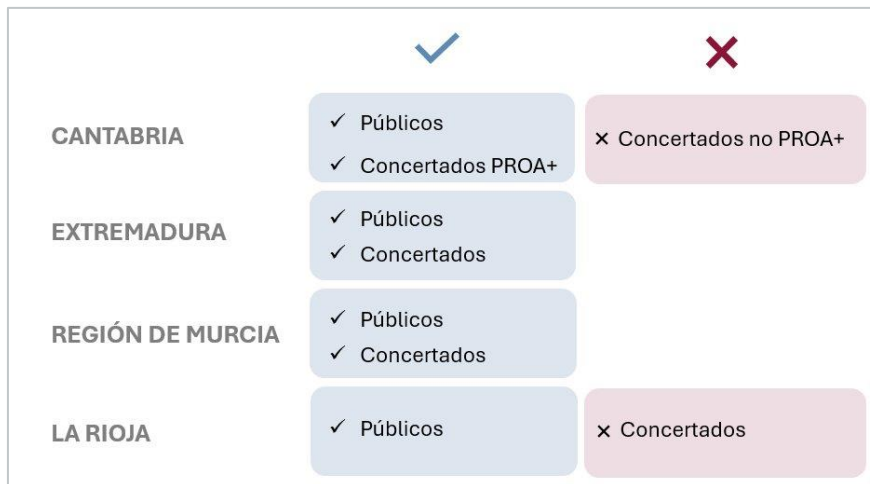 CANTABRIA
✓ Públicos
✓ Concertados PROA+
× Concertados no PROA+
EXTREMADURA
✓ Públicos
✓ Concertados
REGIÓN DE MURCIA
✓ Públicos
✓ Concertados
LA RIOJA
✓ Públicos
× Concertados